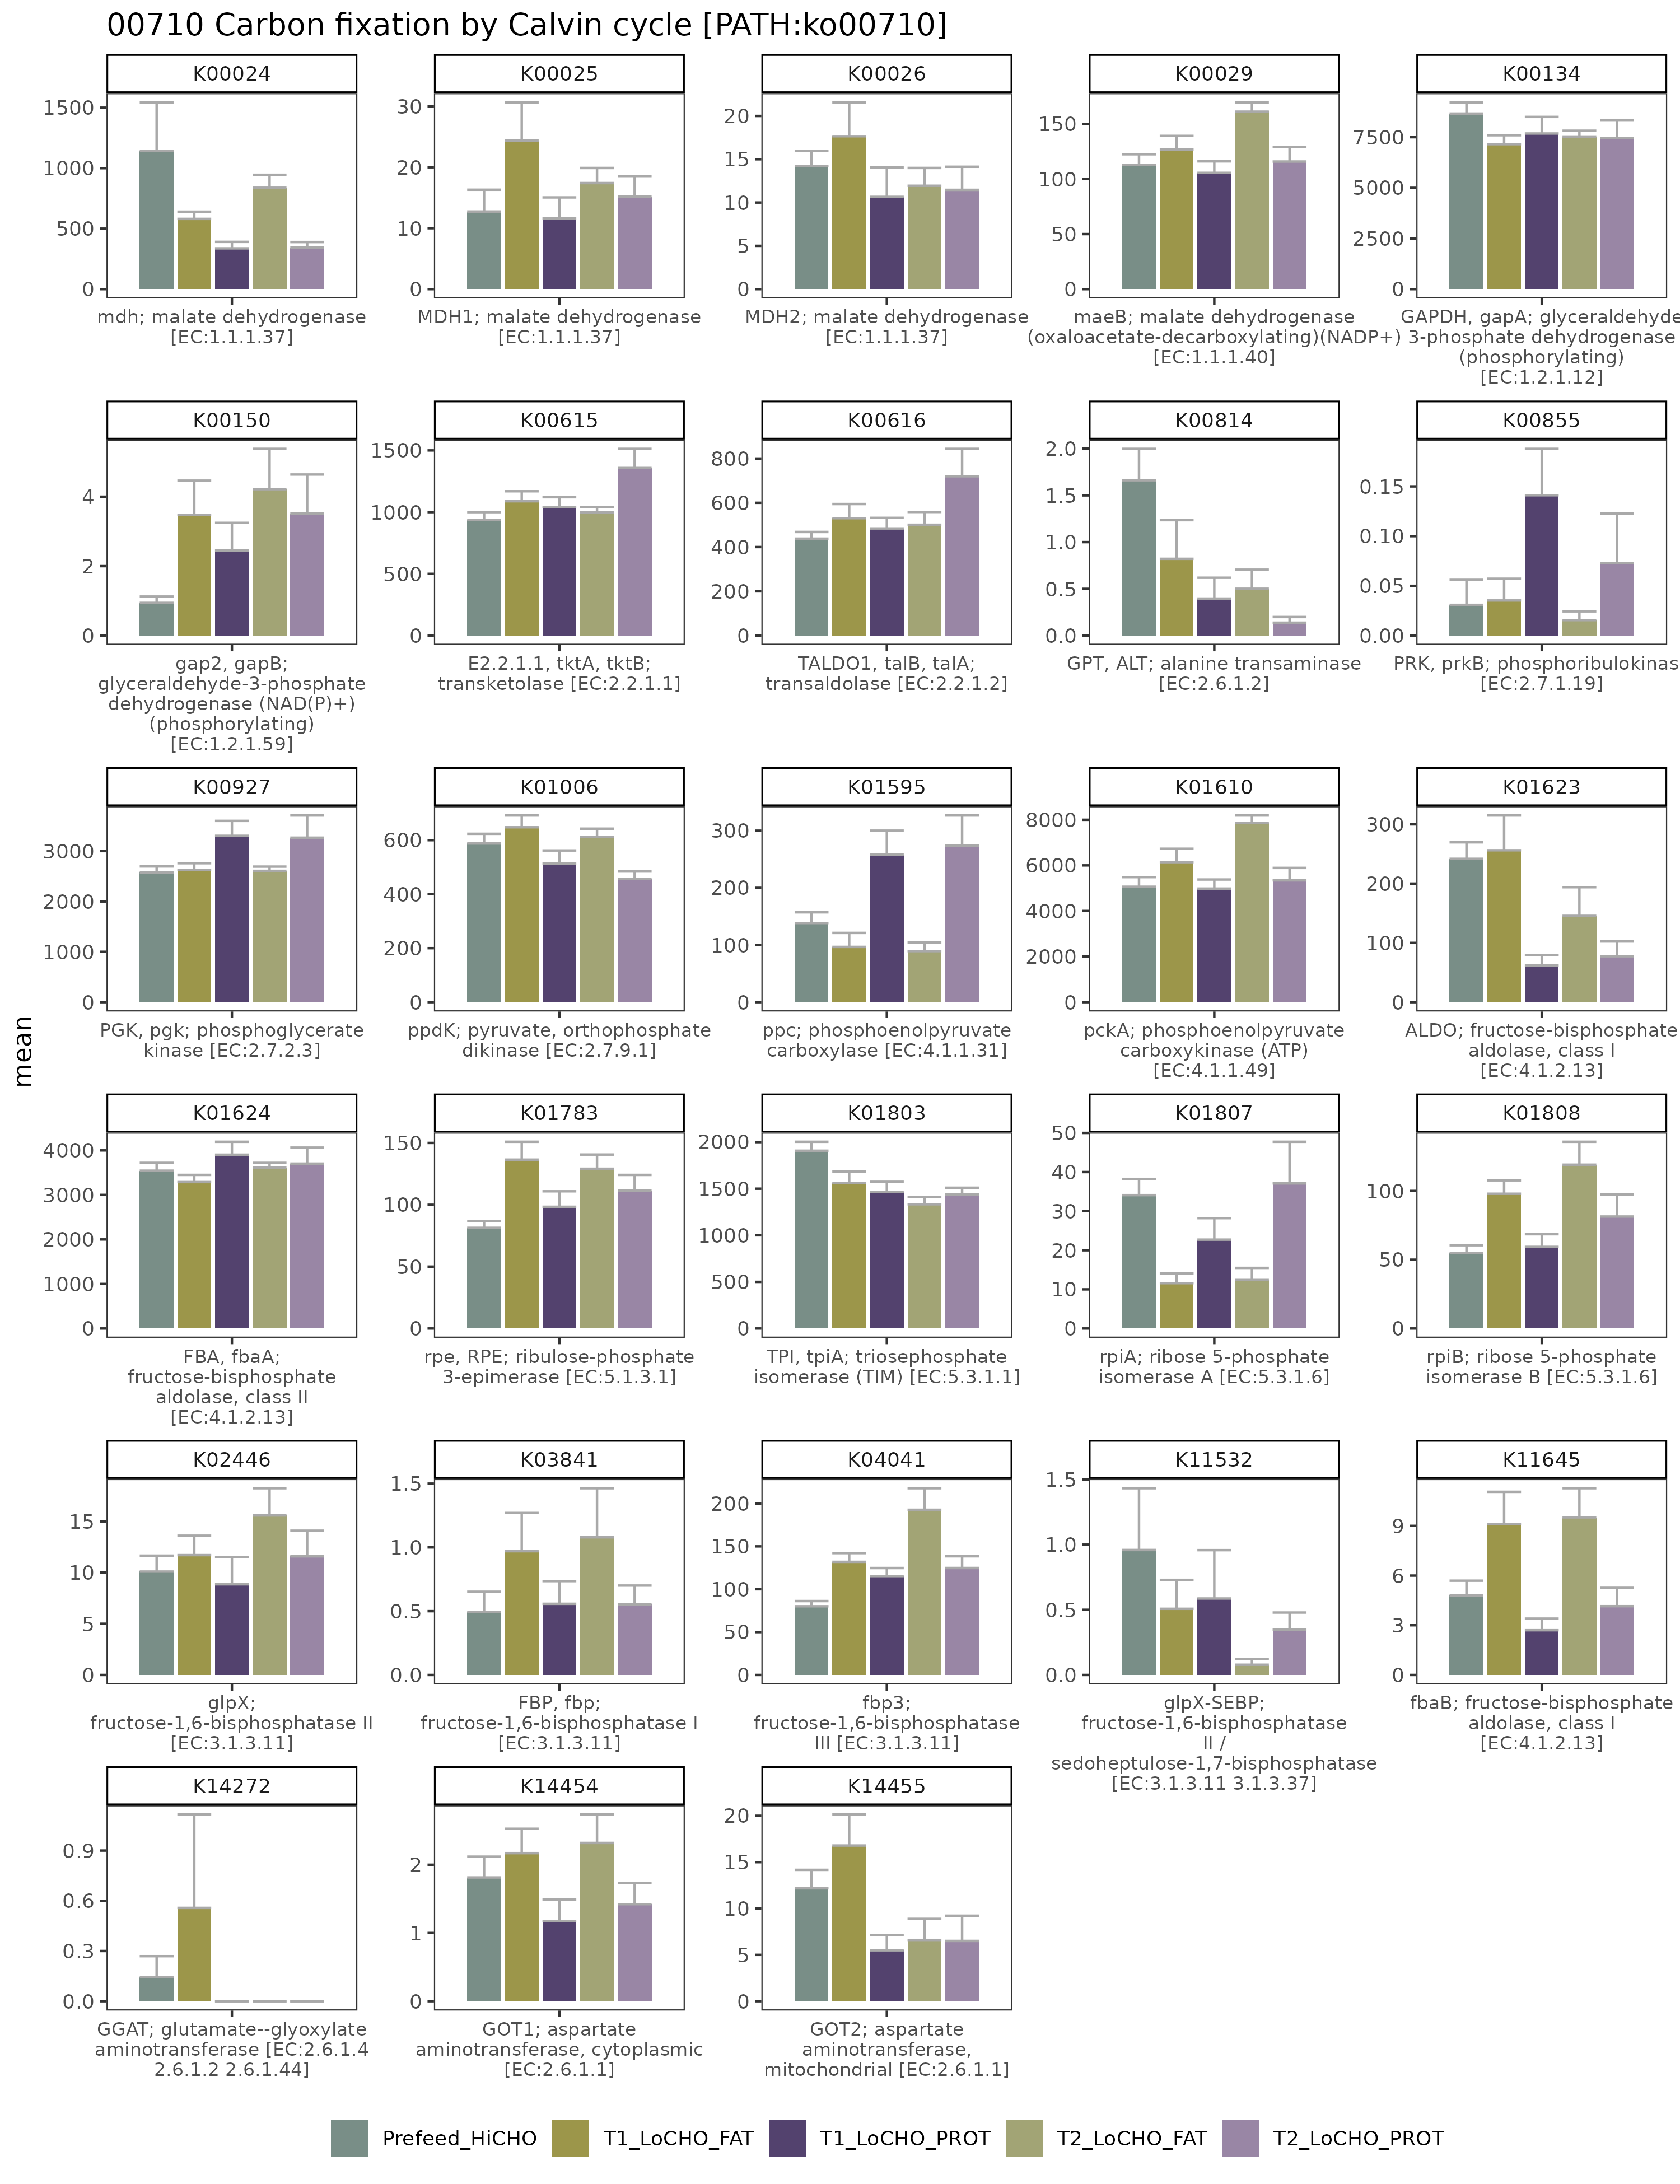 00710 Carbon fixation by Calvin cycle [PATH:ko00710]
K00024
K00025
K00026
K00029
K00134
1500
1000
500
0
30
20
10
0
20
15
10
5
0
150
100
50
0
7500
5000
2500
0
mdh; malate dehydrogenase
[EC:1.1.1.37]
MDH1; malate dehydrogenase
[EC:1.1.1.37]
MDH2; malate dehydrogenase
[EC:1.1.1.37]
maeB; malate dehydrogenase
(oxaloacetate-decarboxylating)(NADP+)
[EC:1.1.1.40]
GAPDH, gapA; glyceraldehyde
3-phosphate dehydrogenase
(phosphorylating)
[EC:1.2.1.12]
K00150
K00615
K00616
K00814
K00855
4
2
0
1500
1000
500
0
800
600
400
200
0
2.0
1.5
1.0
0.5
0.0
0.15
0.10
0.05
0.00
gap2, gapB;
glyceraldehyde-3-phosphate
dehydrogenase (NAD(P)+)
(phosphorylating)
[EC:1.2.1.59]
E2.2.1.1, tktA, tktB;
transketolase [EC:2.2.1.1]
TALDO1, talB, talA;
transaldolase [EC:2.2.1.2]
GPT, ALT; alanine transaminase
[EC:2.6.1.2]
PRK, prkB; phosphoribulokinas
[EC:2.7.1.19]
K00927
K01006
K01595
K01610
K01623
3000
2000
1000
0
600
400
200
0
300
200
100
0
8000
6000
4000
2000
0
300
200
100
0
PGK, pgk; phosphoglycerate
kinase [EC:2.7.2.3]
ppdK; pyruvate, orthophosphate
dikinase [EC:2.7.9.1]
ppc; phosphoenolpyruvate
carboxylase [EC:4.1.1.31]
pckA; phosphoenolpyruvate
carboxykinase (ATP)
[EC:4.1.1.49]
ALDO; fructose-bisphosphate
aldolase, class I
[EC:4.1.2.13]
mean
K01624
K01783
K01803
K01807
K01808
4000
3000
2000
1000
0
150
100
50
0
2000
1500
1000
500
0
50
40
30
20
10
0
100
50
0
FBA, fbaA;
fructose-bisphosphate
aldolase, class II
[EC:4.1.2.13]
rpe, RPE; ribulose-phosphate
3-epimerase [EC:5.1.3.1]
TPI, tpiA; triosephosphate
isomerase (TIM) [EC:5.3.1.1]
rpiA; ribose 5-phosphate
isomerase A [EC:5.3.1.6]
rpiB; ribose 5-phosphate
isomerase B [EC:5.3.1.6]
K02446
K03841
K04041
K11532
K11645
15
10
5
0
1.5
1.0
0.5
0.0
200
150
100
50
0
1.5
1.0
0.5
0.0
9
6
3
0
glpX;
fructose-1,6-bisphosphatase II
[EC:3.1.3.11]
FBP, fbp;
fructose-1,6-bisphosphatase I
[EC:3.1.3.11]
fbp3;
fructose-1,6-bisphosphatase
III [EC:3.1.3.11]
glpX-SEBP;
fructose-1,6-bisphosphatase
II /
sedoheptulose-1,7-bisphosphatase
[EC:3.1.3.11 3.1.3.37]
fbaB; fructose-bisphosphate
aldolase, class I
[EC:4.1.2.13]
K14272
K14454
K14455
0.9
0.6
0.3
0.0
2
1
0
20
15
10
5
0
GGAT; glutamate--glyoxylate
aminotransferase [EC:2.6.1.4
2.6.1.2 2.6.1.44]
GOT1; aspartate
aminotransferase, cytoplasmic
[EC:2.6.1.1]
GOT2; aspartate
aminotransferase,
mitochondrial [EC:2.6.1.1]
Prefeed_HiCHO
T1_LoCHO_FAT
T1_LoCHO_PROT
T2_LoCHO_FAT
T2_LoCHO_PROT